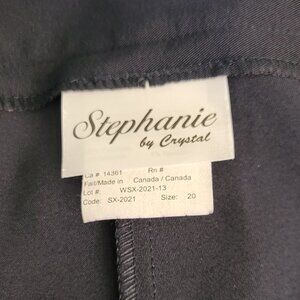 Stephanie
by Crystal
Ca # 14361 Rn #
Fait/Made in Canada / Canada
Lot #: WSX-2021-13
Code: SX-2021 Size: 20